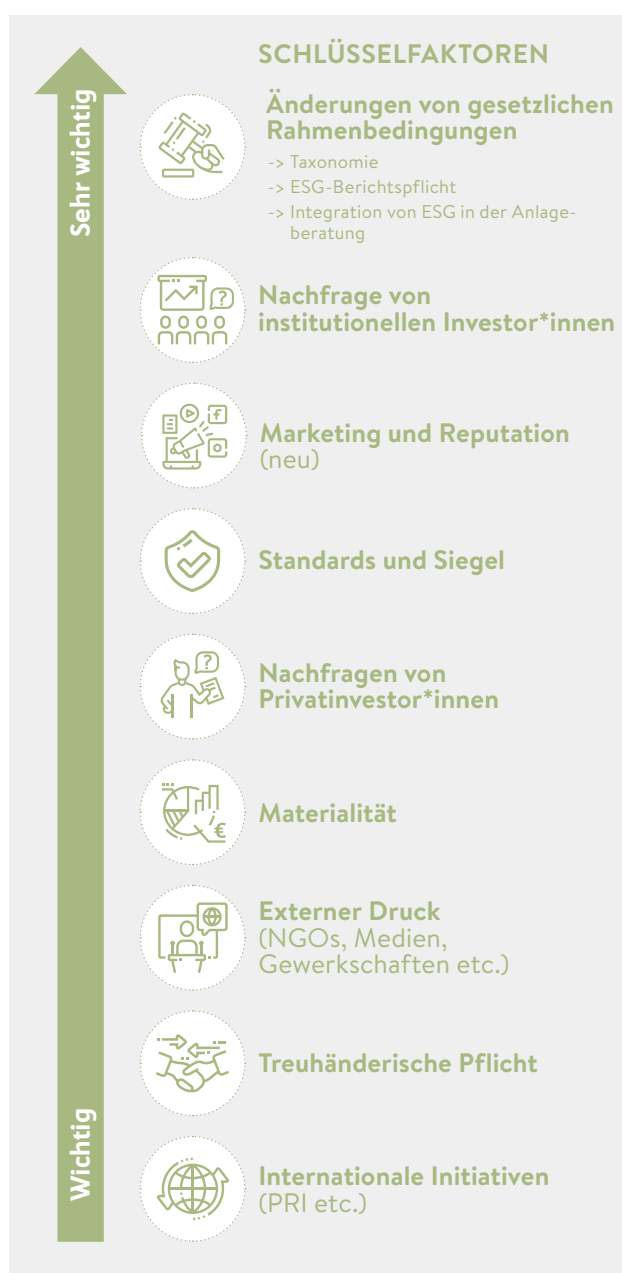 SCHLÜSSELFAKTOREN
Sehr wichtig
Änderungen von gesetzlichen
Rahmenbedingungen
-> Taxonomie
-> ESG-Berichtspflicht
-> Integration von ESG in der Anlage-
beratung
Nachfrage von
institutionellen Investor*innen
Marketing und Reputation
(neu)
Standards und Siegel
Nachfragen von
Privatinvestor*innen
Materialität
Externer Druck
(NGOs, Medien,
Gewerkschaften etc.)
Treuhänderische Pflicht
Wichtig
Internationale Initiativen
(PRI etc.)